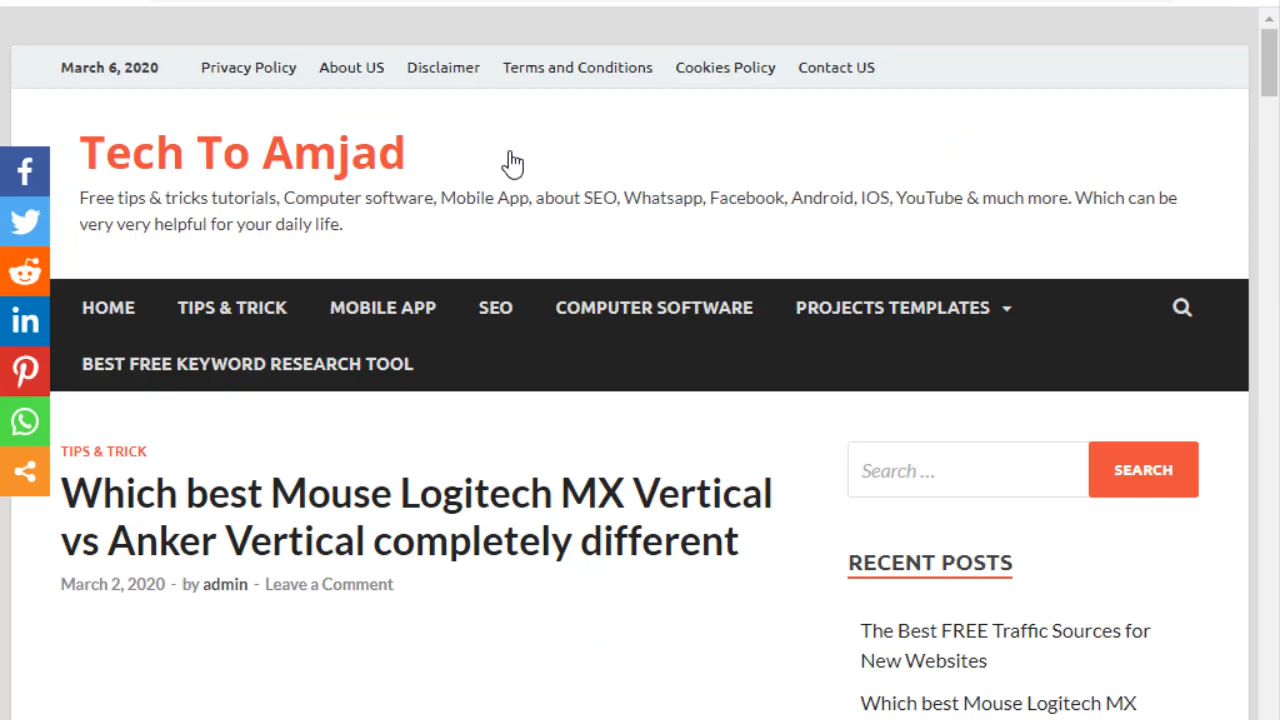 March 6, 2020 Privacy Policy About US Disclaimer Terms and Conditions Cookies Policy Contact US
Tech To Amjad
Free tips & tricks tutorials, Computer software, Mobile App, about SEO, Whatsapp, Facebook, Android, IOS, YouTube & much more. Which can be
very very helpful for your daily life.
HOME TIPS & TRICK MOBILE APP SEO COMPUTER SOFTWARE PROJECTS TEMPLATES
BEST FREE KEYWORD RESEARCH TOOL
TIPS & TRICK
Which best Mouse Logitech MX Vertical
vs Anker Vertical completely different
March 2, 2020 - by admin - Leave a Comment
Search ... SEARCH
RECENT POSTS
The Best FREE Traffic Sources for
New Websites
Which best Mouse Logitech MX